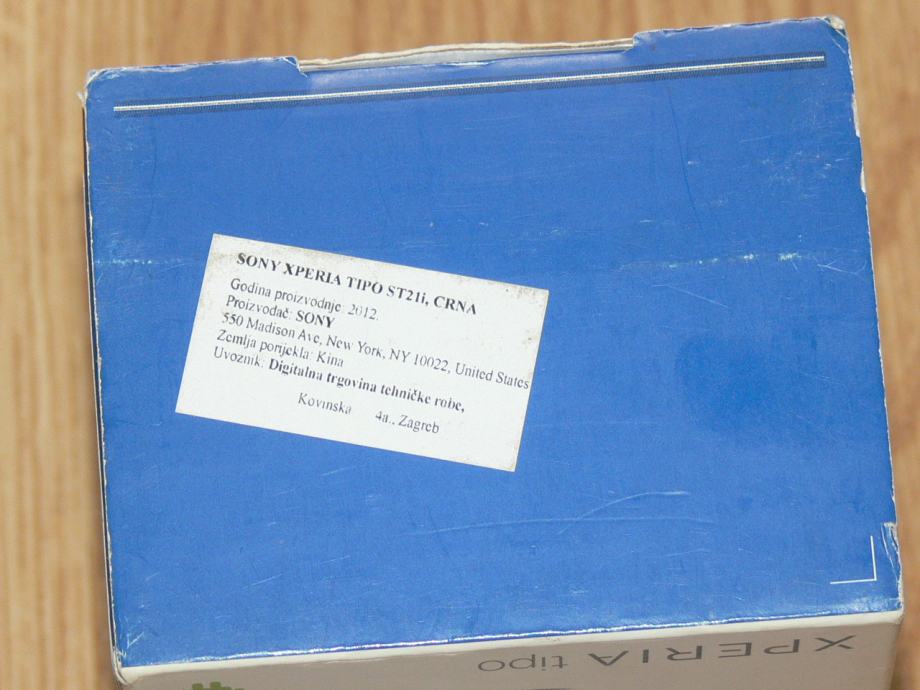 SONY XPERIA TIPO ST21i, CRNA
Godina proizvodnje: 2012.
Proizvođač: SONY
550 Madison Ave, New York, NY 10022, United States
Zemlja porijekla: Kina
Uvoznik: Digitalna trgovina tehničke robe,
Kovinska 4a., Zagreb
XPERIA tipo